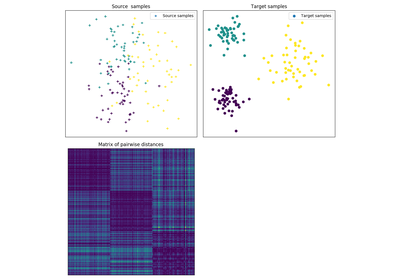 Source samples
Target samples
Source samples
Target samples
Matrix of pairwise distances